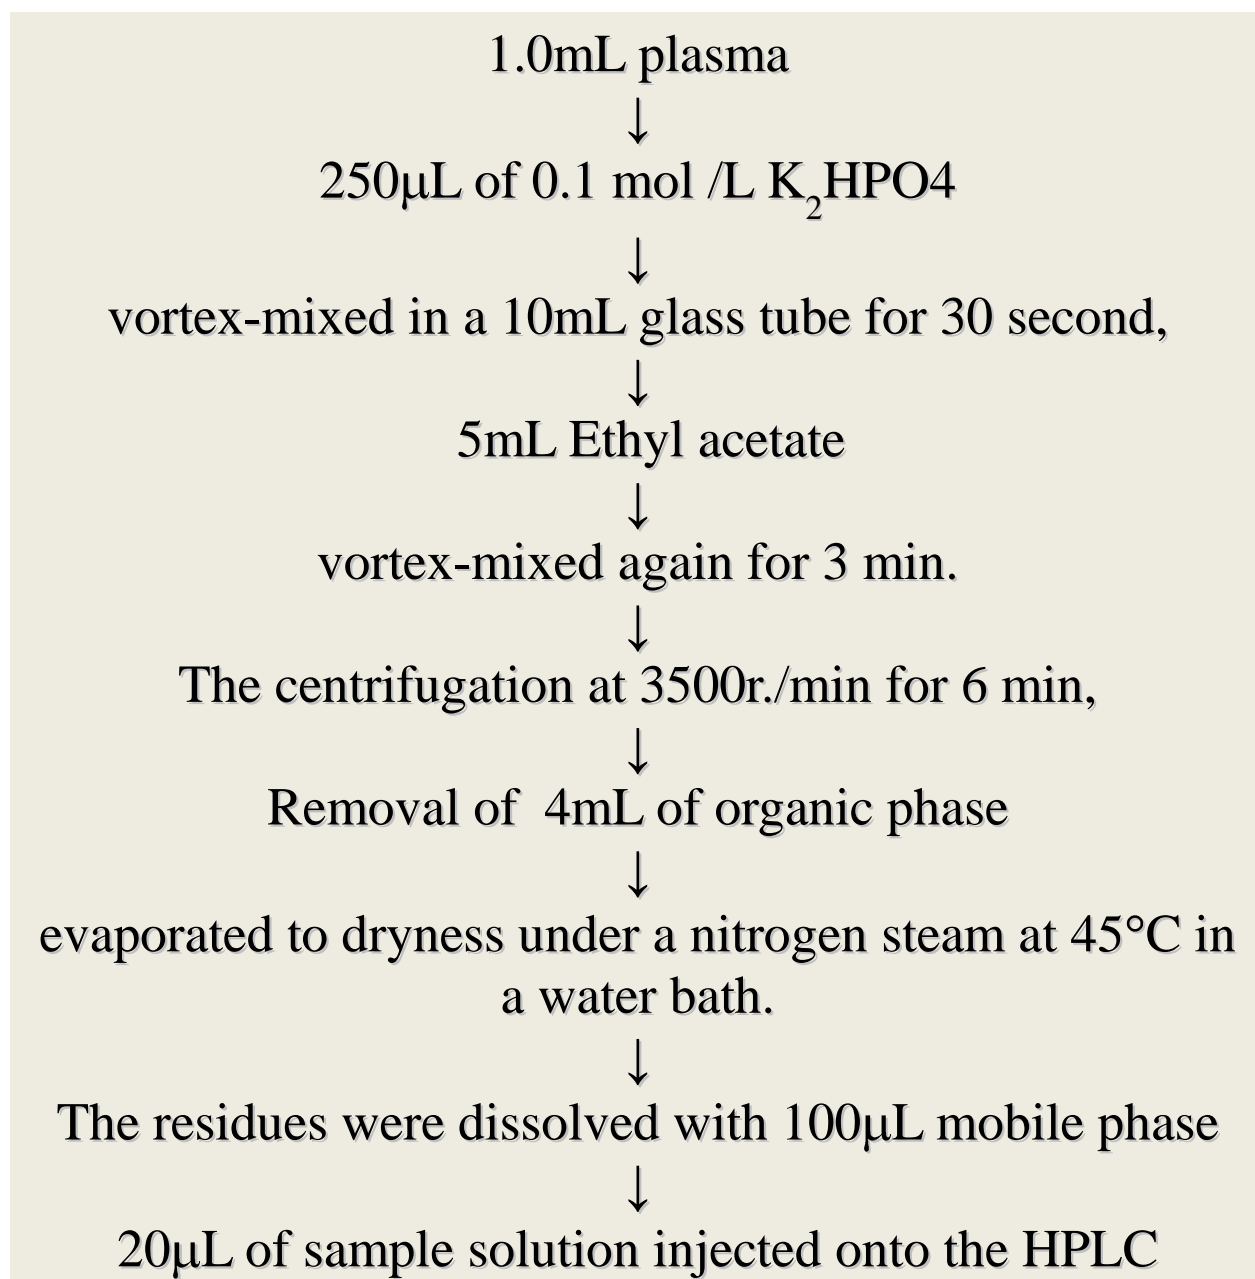 1.0mL plasma
↓
250μL of 0.1 mol /L K₂HPO4
↓
vortex-mixed in a 10mL glass tube for 30 second,
↓
5mL Ethyl acetate
↓
vortex-mixed again for 3 min.
↓
The centrifugation at 3500r./min for 6 min,
↓
Removal of  4mL of organic phase
↓
evaporated to dryness under a nitrogen steam at 45°C in
a water bath.
↓
The residues were dissolved with 100μL mobile phase
↓
20μL of sample solution injected onto the HPLC